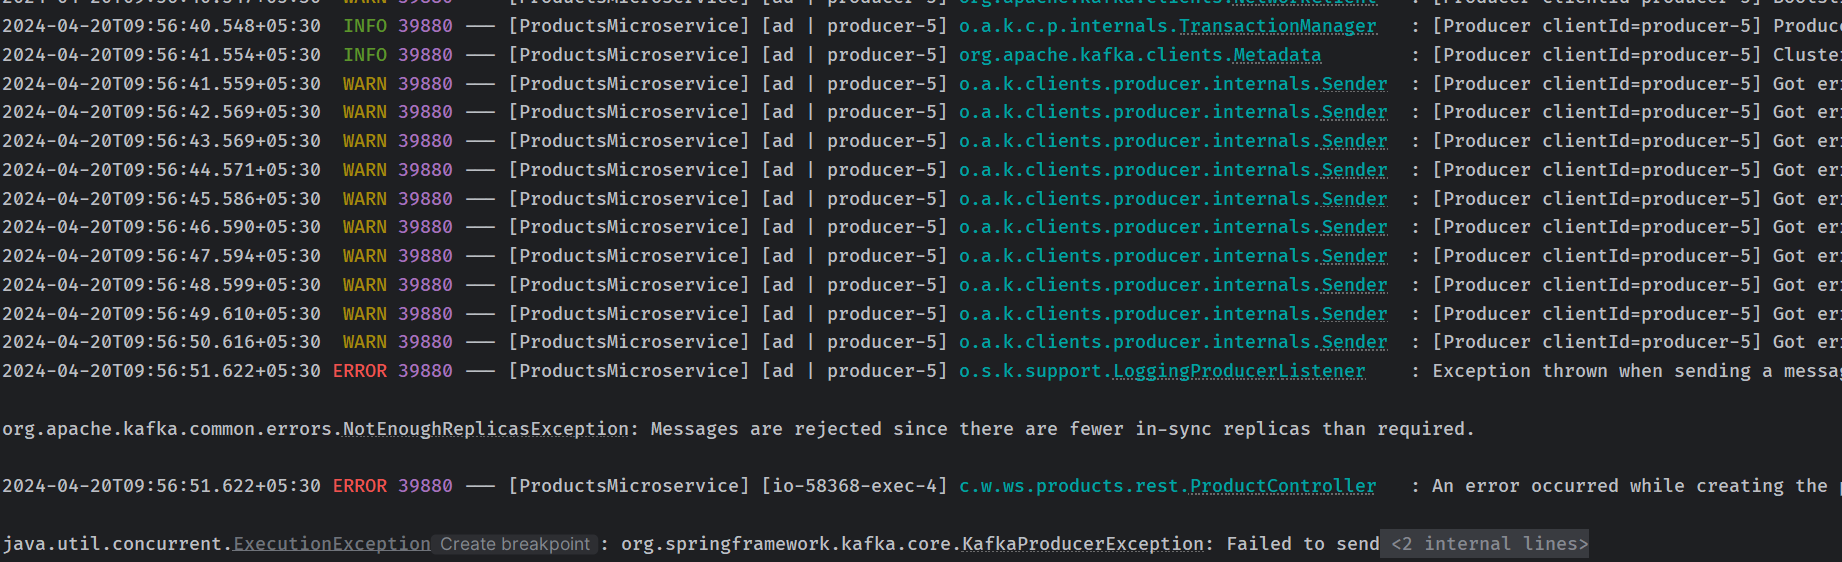 2024-04-20T09:56:40.548+05:30  INFO 39880 --- [ProductsMicroservice] [ad | producer-5] o.a.k.c.p.internals.TransactionManager   : [Producer clientId=producer-5]
2024-04-20T09:56:41.554+05:30  INFO 39880 --- [ProductsMicroservice] [ad | producer-5] org.apache.kafka.clients.Metadata        : [Producer clientId=producer-5]
2024-04-20T09:56:41.559+05:30  WARN 39880 --- [ProductsMicroservice] [ad | producer-5] o.a.k.clients.producer.internals.Sender  : [Producer clientId=producer-5] Got
2024-04-20T09:56:42.569+05:30  WARN 39880 --- [ProductsMicroservice] [ad | producer-5] o.a.k.clients.producer.internals.Sender  : [Producer clientId=producer-5] Got
2024-04-20T09:56:43.569+05:30  WARN 39880 --- [ProductsMicroservice] [ad | producer-5] o.a.k.clients.producer.internals.Sender  : [Producer clientId=producer-5] Got
2024-04-20T09:56:44.571+05:30  WARN 39880 --- [ProductsMicroservice] [ad | producer-5] o.a.k.clients.producer.internals.Sender  : [Producer clientId=producer-5] Got
2024-04-20T09:56:45.586+05:30  WARN 39880 --- [ProductsMicroservice] [ad | producer-5] o.a.k.clients.producer.internals.Sender  : [Producer clientId=producer-5] Got
2024-04-20T09:56:46.590+05:30  WARN 39880 --- [ProductsMicroservice] [ad | producer-5] o.a.k.clients.producer.internals.Sender  : [Producer clientId=producer-5] Got
2024-04-20T09:56:47.594+05:30  WARN 39880 --- [ProductsMicroservice] [ad | producer-5] o.a.k.clients.producer.internals.Sender  : [Producer clientId=producer-5] Got
2024-04-20T09:56:48.599+05:30  WARN 39880 --- [ProductsMicroservice] [ad | producer-5] o.a.k.clients.producer.internals.Sender  : [Producer clientId=producer-5] Got
2024-04-20T09:56:49.610+05:30  WARN 39880 --- [ProductsMicroservice] [ad | producer-5] o.a.k.clients.producer.internals.Sender  : [Producer clientId=producer-5] Got
2024-04-20T09:56:50.616+05:30  WARN 39880 --- [ProductsMicroservice] [ad | producer-5] o.a.k.clients.producer.internals.Sender  : [Producer clientId=producer-5] Got
2024-04-20T09:56:51.622+05:30 ERROR 39880 --- [ProductsMicroservice] [ad | producer-5] o.s.k.support.LoggingProducerListener    : Exception thrown when sending a
org.apache.kafka.common.errors.NotEnoughReplicasException: Messages are rejected since there are fewer in-sync replicas than required.
2024-04-20T09:56:51.622+05:30 ERROR 39880 --- [ProductsMicroservice] [io-58368-exec-4] c.w.ws.products.rest.ProductController   : An error occurred while creating the
java.util.concurrent.ExecutionException Create breakpoint : org.springframework.kafka.core.KafkaProducerException: Failed to send <2 internal lines>